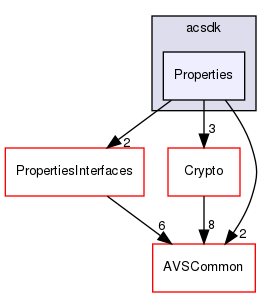 acsdk
Properties
2
3
PropertiesInterfaces
Crypto
6
8
2
AVSCommon